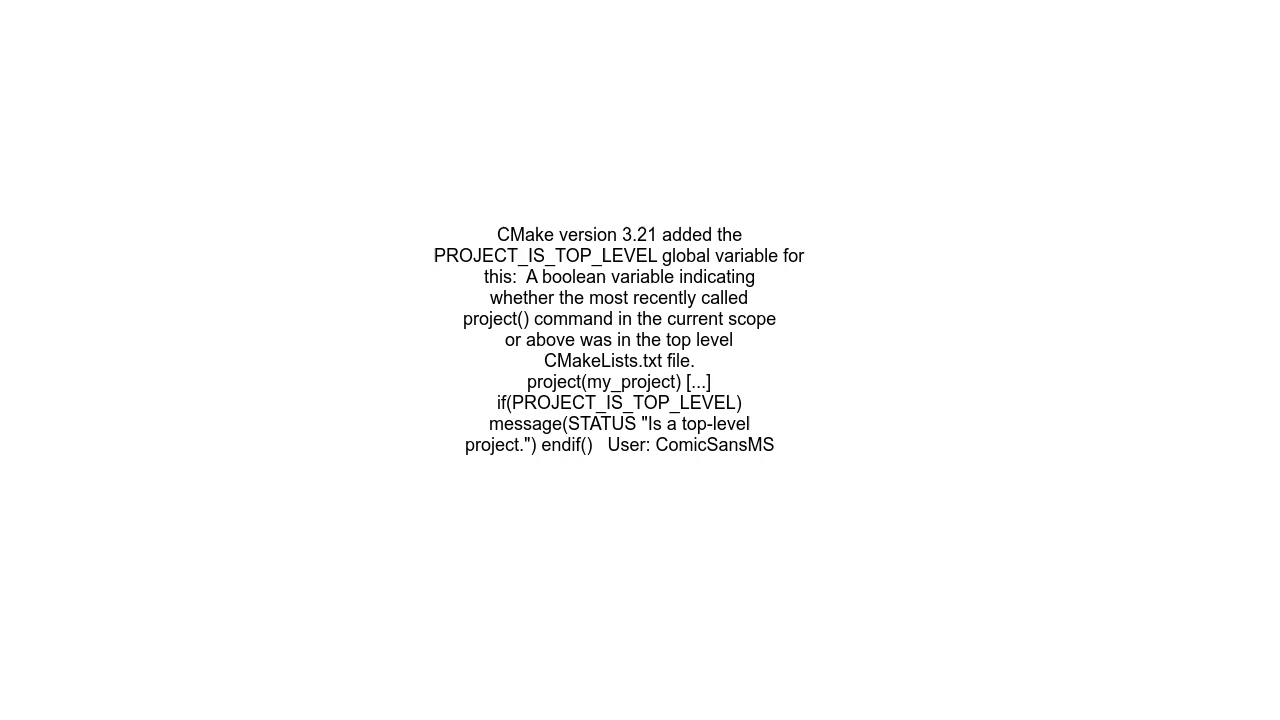 CMake version 3.21 added the
PROJECT_IS_TOP_LEVEL global variable for
this:  A boolean variable indicating
whether the most recently called
project() command in the current scope
or above was in the top level
CMakeLists.txt file.
project(my_project) [...]
if(PROJECT_IS_TOP_LEVEL)
message(STATUS "Is a top-level
project.") endif()   User: ComicSansMS